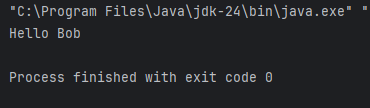 "C:\Program Files\Java\jdk-24\bin\java.exe" "
Hello Bob
Process finished with exit code 0